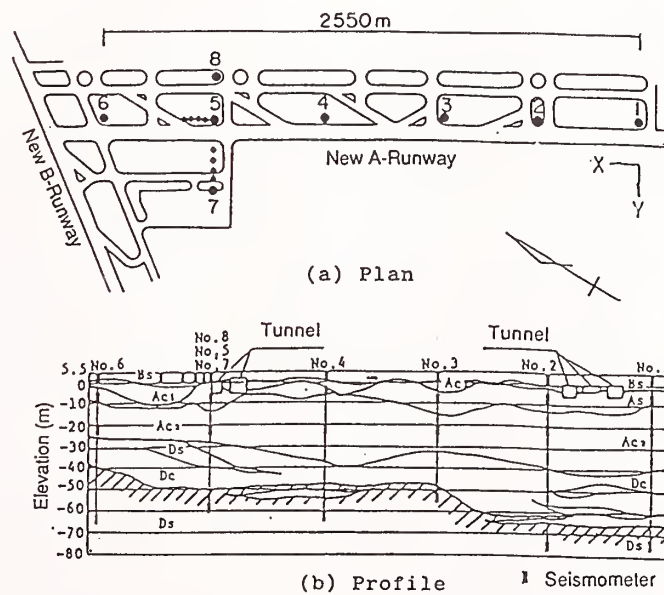 2550m
8
6
5
4
3
1
New A-Runway
New B-Runway
7
X
Y
(a) Plan
Tunnel
Tunnel
No.8
No.5
No.7
No.6
No.4
No.3
No.2
No.
5.5
Bs
Ac
Bs
0
Ac1
As
-10
-20
Ac2
Ac2
-30
Ds
-40
Dc
Dc
-50
-60
Ds
-70
Ds
-80
Elevation (m)
(b) Profile
Seismometer